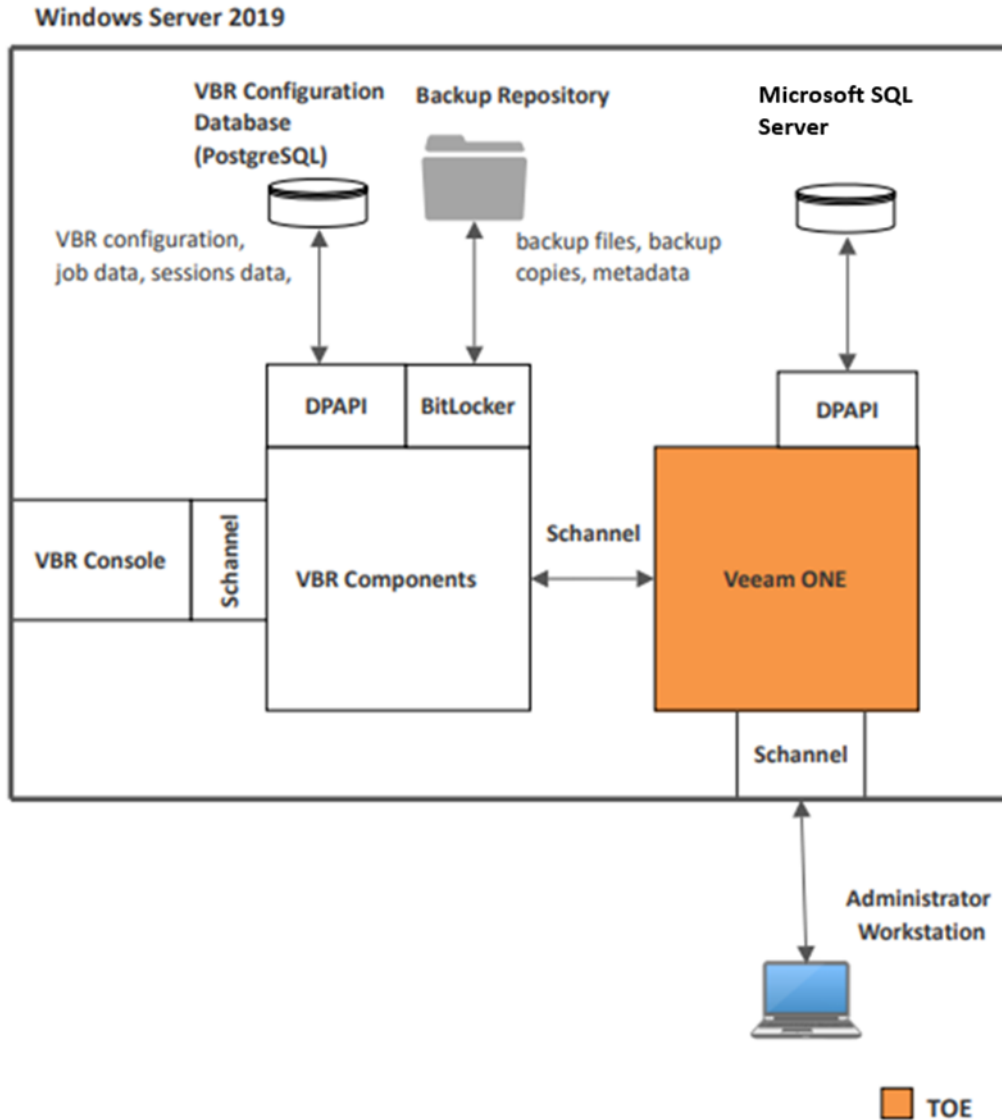 Windows Server 2019
VBR Configuration
Database
(PostgreSQL)
Backup Repository
Microsoft SQL
Server
VBR configuration,
job data, sessions data,
backup files, backup
copies, metadata
DPAPI
BitLocker
DPAPI
VBR Console
Schannel
VBR Components
Schannel
Veeam ONE
Schannel
Administrator
Workstation
TOE